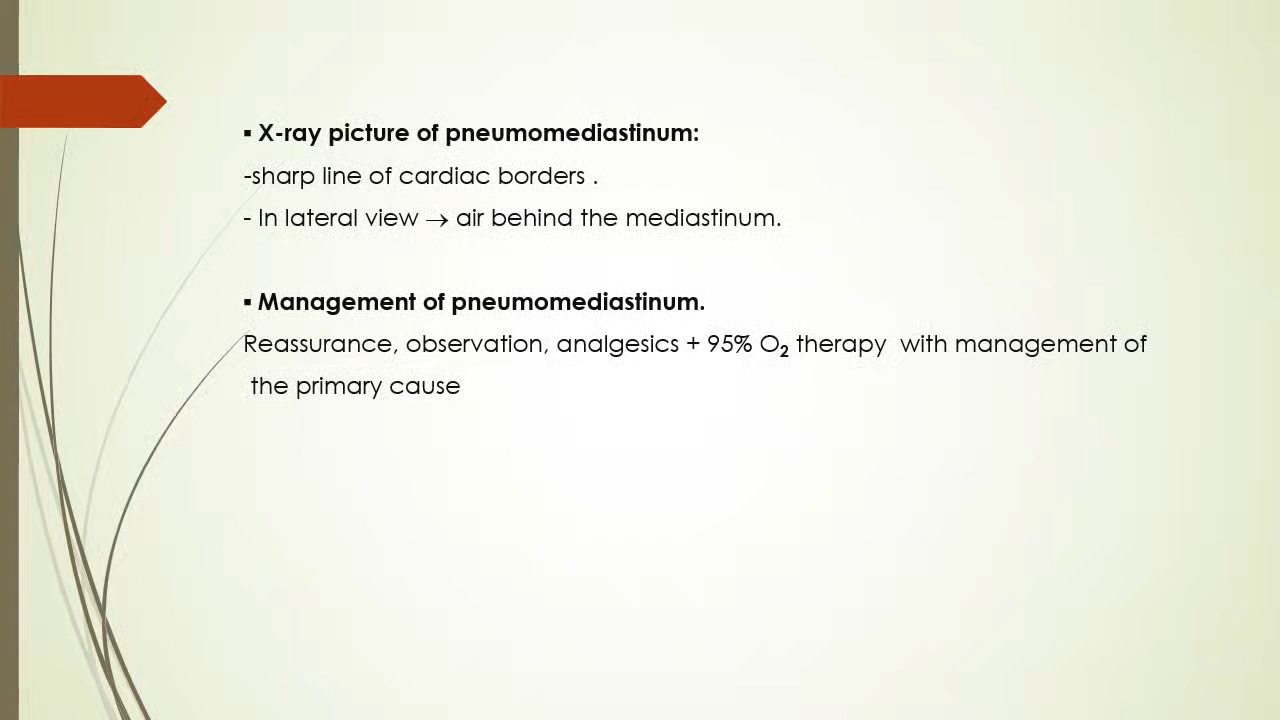 ▪ X-ray picture of pneumomediastinum:
-sharp line of cardiac borders .
- In lateral view → air behind the mediastinum.
▪ Management of pneumomediastinum.
Reassurance, observation, analgesics + 95% O₂ therapy  with management of
the primary cause